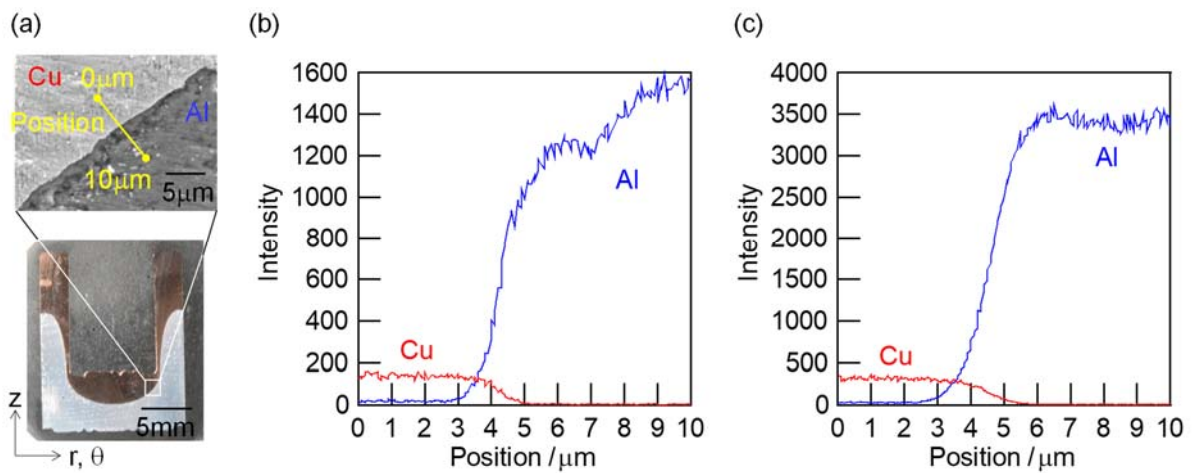 (a)
Cu
0μm
Position
Al
10μm
5μm
5mm
z
r, θ
(b)
1600
1400
1200
1000
800
600
400
200
0
Intensity
Al
Cu
0 1 2 3 4 5 6 7 8 9 10
Position /μm
(c)
4000
3500
3000
2500
2000
1500
1000
500
0
Intensity
Al
Cu
0 1 2 3 4 5 6 7 8 9 10
Position /μm